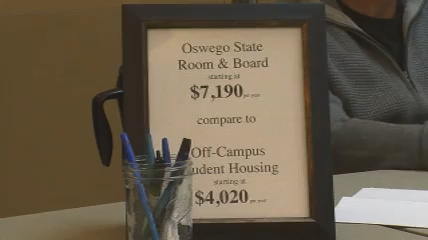 Oswego State
Room & Board
starting at
$7,190 per year
compare to
Off-Campus
udent Housing
starting at
$4,020 per year